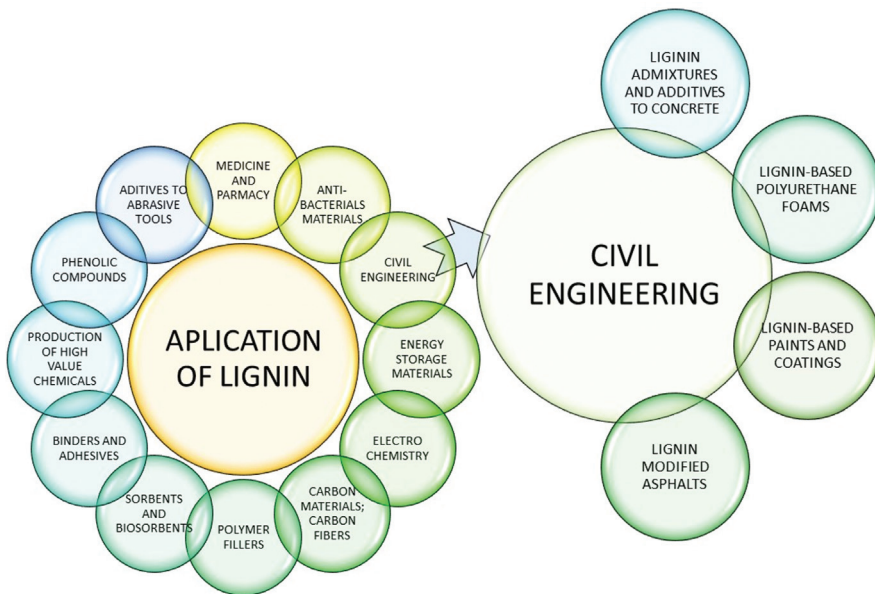 APLICATION
OF LIGNIN
MEDICINE
AND
PARMACY
ANTI-
BACTERIALS
MATERIALS
CIVIL
ENGINEERING
ENERGY
STORAGE
MATERIALS
ELECTRO
CHEMISTRY
CARBON
MATERIALS;
CARBON
FIBERS
POLYMER
FILLERS
SORBENTS
AND
BIOSORBENTS
BINDERS AND
ADHESIVES
PRODUCTION
OF HIGH
VALUE
CHEMICALS
PHENOLIC
COMPOUNDS
ADITIVES TO
ABRASIVE
TOOLS
CIVIL
ENGINEERING
LIGININ
ADMIXTURES
AND ADDITIVES
TO CONCRETE
LIGNIN-BASED
POLYURETHANE
FOAMS
LIGNIN-BASED
PAINTS AND
COATINGS
LIGNIN
MODIFIED
ASPHALTS